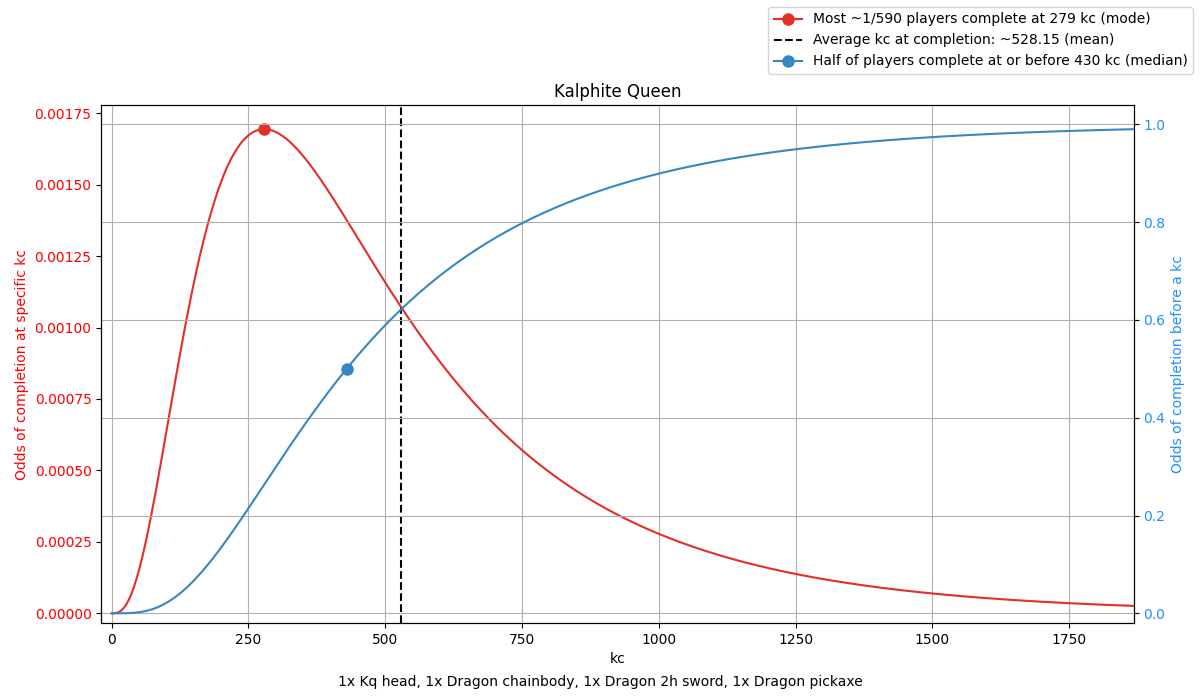 Most ~1/590 players complete at 279 kc (mode)
Average kc at completion: ~528.15 (mean)
Half of players complete at or before 430 kc (median)
Kalphite Queen
0.00175
0.00150
0.00125
0.00100
0.00075
0.00050
0.00025
0.00000
Odds of completion at specific kc
1.0
0.8
0.6
0.4
0.2
0.0
Odds of completion before a kc
0 250 500 750 1000 1250 1500 1750
kc
1x Kq head, 1x Dragon chainbody, 1x Dragon 2h sword, 1x Dragon pickaxe